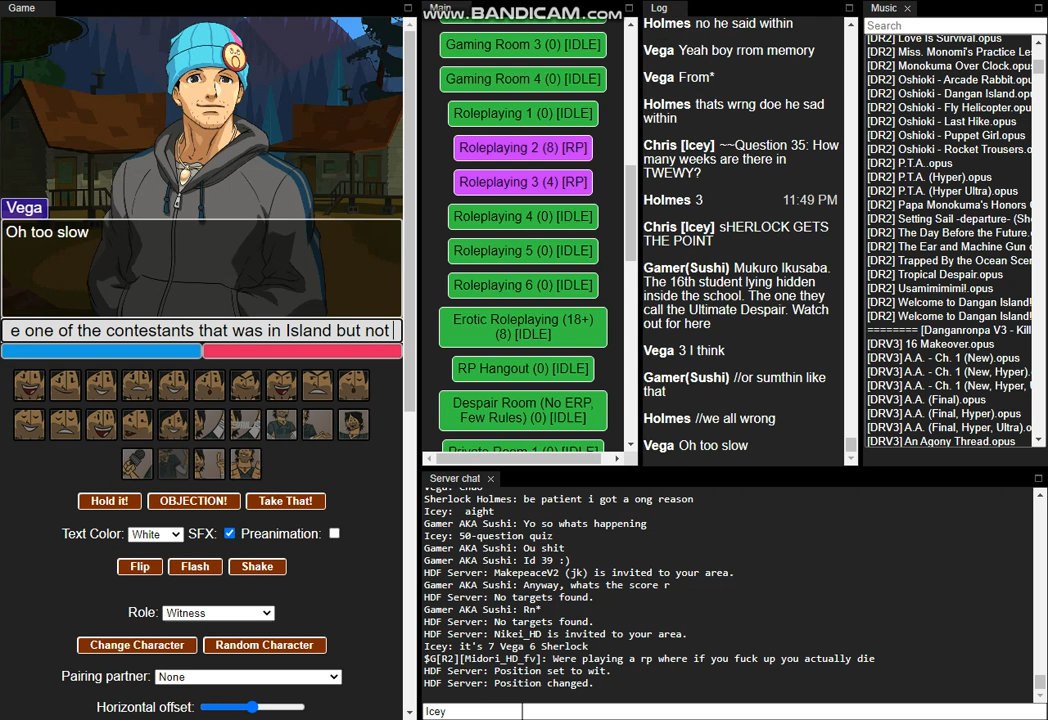 Game
Vega
Oh too slow
e one of the contestants that was in Island but not
Hold it!
OBJECTION!
Take That!
Text Color:
White
SFX:
Preanimation:
Flip
Flash
Shake
Role:
Witness
Change Character
Random Character
Pairing partner:
None
Horizontal offset:
Main
WWW.BANDICAM.COM
Gaming Room 3 (0) [IDLE]
Gaming Room 4 (0) [IDLE]
Roleplaying 1 (0) [IDLE]
Roleplaying 2 (8) [RP]
Roleplaying 3 (4) [RP]
Roleplaying 4 (0) [IDLE]
Roleplaying 5 (0) [IDLE]
Roleplaying 6 (0) [IDLE]
Erotic Roleplaying (18+)
(8) [IDLE]
RP Hangout (0) [IDLE]
Despair Room (No ERP,
Few Rules) (0) [IDLE]
Private Room 1 (0) [IDLE]
Log
Holmes no he said within
Vega Yeah boy rrom memory
Vega From*
Holmes thats wrng doe he sad
within
Chris [Icey] ~~Question 35: How
many weeks are there in
TWEWY?
Holmes 3
11:49 PM
Chris [Icey] sHERLOCK GETS
THE POINT
Gamer(Sushi) Mukuro Ikusaba.
The 16th student lying hidden
inside the school. The one they
call the Ultimate Despair. Watch
out for here
Vega 3 I think
Gamer(Sushi) //or sumthin like
that
Holmes //we all wrong
Vega Oh too slow
Music
Search
[DR2] Love Is Survival.opus
[DR2] Miss. Monomi's Practice Les
[DR2] Monokuma Over Clock.opus
[DR2] Oshioki - Arcade Rabbit.opu
[DR2] Oshioki - Dangan Island.opu
[DR2] Oshioki - Fly Helicopter.opus
[DR2] Oshioki - Last Hike.opus
[DR2] Oshioki - Puppet Girl.opus
[DR2] Oshioki - Rocket Trousers.o
[DR2] P.T.A..opus
[DR2] P.T.A. (Hyper).opus
[DR2] P.T.A. (Hyper Ultra).opus
[DR2] Papa Monokuma's Honors
[DR2] Setting Sail -departure- (Sho
[DR2] The Day Before the Future.
[DR2] The Ear and Machine Gun o
[DR2] Trapped By the Ocean Scen
[DR2] Tropical Despair.opus
[DR2] Usamimimimi!.opus
[DR2] Welcome to Dangan Island!
[DR2] Welcome to Dangan Island!
======== [Danganronpa V3 - Kill
[DRV3] 16 Makeover.opus
[DRV3] A.A. - Ch. 1 (New).opus
[DRV3] A.A. - Ch. 1 (New, Hyper).
[DRV3] A.A. - Ch. 1 (New, Hyper, U
[DRV3] A.A. (Final).opus
[DRV3] A.A. (Final, Hyper).opus
[DRV3] A.A. (Final, Hyper, Ultra).o
[DRV3] An Agony Thread.opus
Server chat
Vega: Chao
Sherlock Holmes: be patient i got a ong reason
Icey: aight
Gamer AKA Sushi: Yo so whats happening
Icey: 50-question quiz
Gamer AKA Sushi: Ou shit
Gamer AKA Sushi: Id 39 :)
HDF Server: MakepeaceV2 (jk) is invited to your area.
Gamer AKA Sushi: Anyway, whats the score r
HDF Server: No targets found.
Gamer AKA Sushi: Rn*
HDF Server: No targets found.
HDF Server: Nikei_HD is invited to your area.
Icey: it's 7 Vega 6 Sherlock
$G[R2][Midori_HD_fv]: Were playing a rp where if you fuck up you actually die
HDF Server: Position set to wit.
HDF Server: Position changed.
Icey